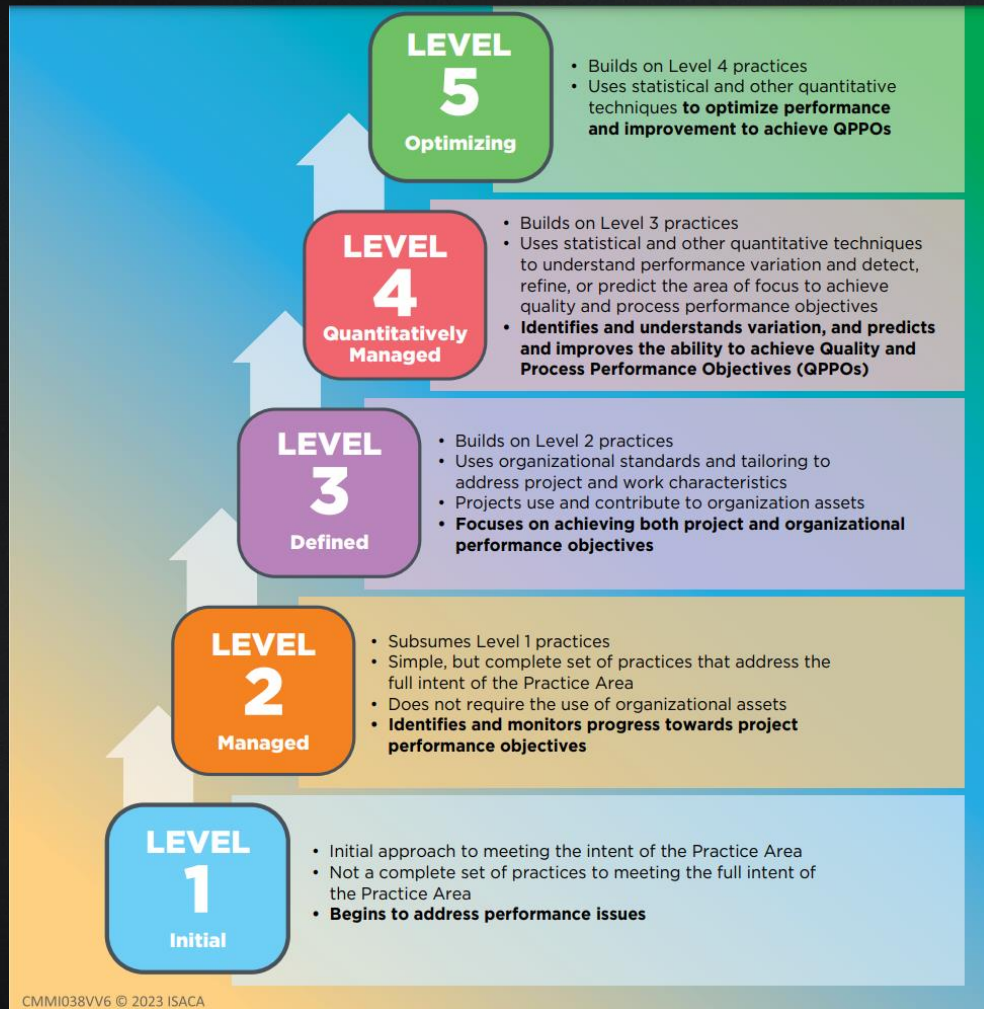 LEVEL
5
Optimizing
• Builds on Level 4 practices
• Uses statistical and other quantitative
techniques to optimize performance
and improvement to achieve QPPOs
LEVEL
4
Quantitatively
Managed
• Builds on Level 3 practices
• Uses statistical and other quantitative techniques
to understand performance variation and detect,
refine, or predict the area of focus to achieve
quality and process performance objectives
• Identifies and understands variation, and predicts
and improves the ability to achieve Quality and
Process Performance Objectives (QPPOs)
LEVEL
3
Defined
• Builds on Level 2 practices
• Uses organizational standards and tailoring to
address project and work characteristics
• Projects use and contribute to organization assets
• Focuses on achieving both project and organizational
performance objectives
LEVEL
2
Managed
• Subsumes Level 1 practices
• Simple, but complete set of practices that address the
full intent of the Practice Area
• Does not require the use of organizational assets
• Identifies and monitors progress towards project
performance objectives
LEVEL
1
Initial
• Initial approach to meeting the intent of the Practice Area
• Not a complete set of practices to meeting the full intent of
the Practice Area
• Begins to address performance issues
CMMI038VV6 © 2023 ISACA